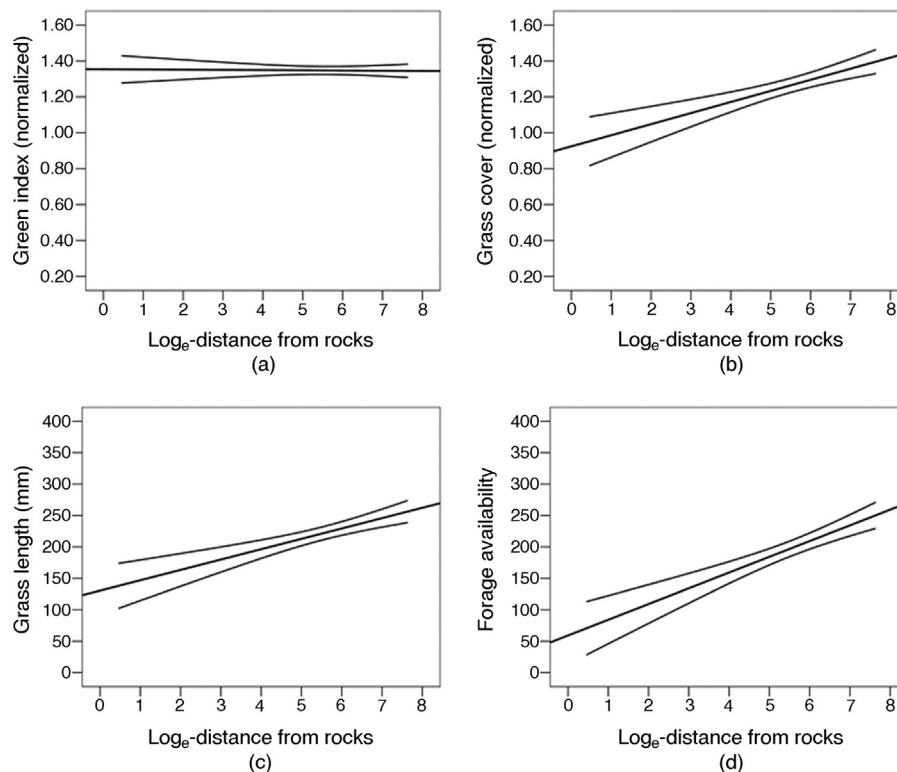 Green index (normalized)
1.60
1.40
1.20
1.00
0.80
0.60
0.40
0.20
0 1 2 3 4 5 6 7 8
Logₑ-distance from rocks
(a)
Grass cover (normalized)
1.60
1.40
1.20
1.00
0.80
0.60
0.40
0.20
0 1 2 3 4 5 6 7 8
Logₑ-distance from rocks
(b)
Grass length (mm)
400
350
300
250
200
150
100
50
0
0 1 2 3 4 5 6 7 8
Logₑ-distance from rocks
(c)
Forage availability
400
350
300
250
200
150
100
50
0
0 1 2 3 4 5 6 7 8
Logₑ-distance from rocks
(d)